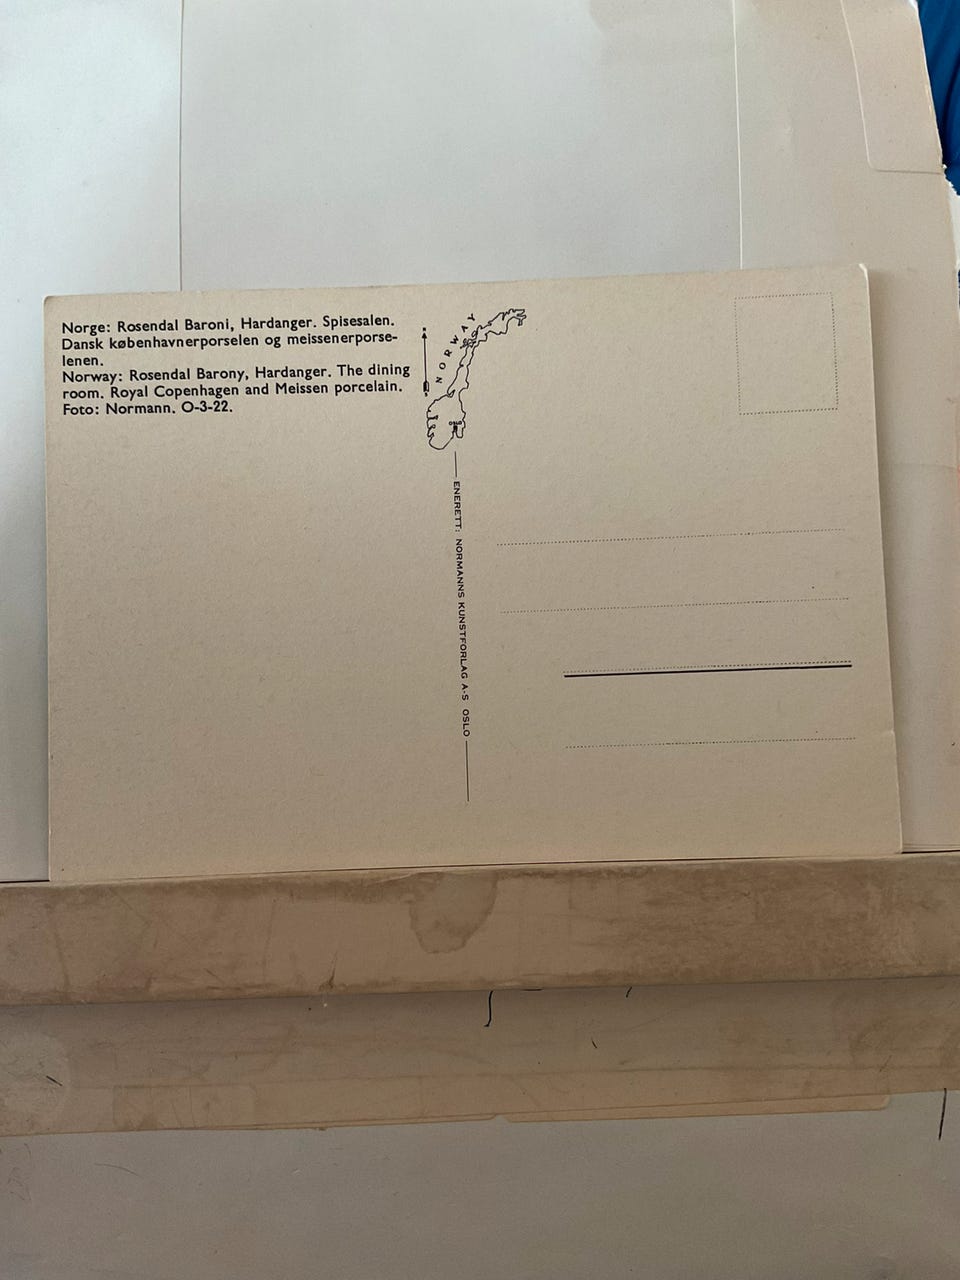 Norge: Rosendal Baroni, Hardanger. Spisesalen.
Dansk københavnerporselen og meissenerporse-
lenen.
Norway: Rosendal Barony, Hardanger. The dining
room. Royal Copenhagen and Meissen porcelain.
Foto: Normann. O-3-22.
NORWAY
OSLO
ENERETT: NORMANNS KUNSTFORLAG A-S OSLO